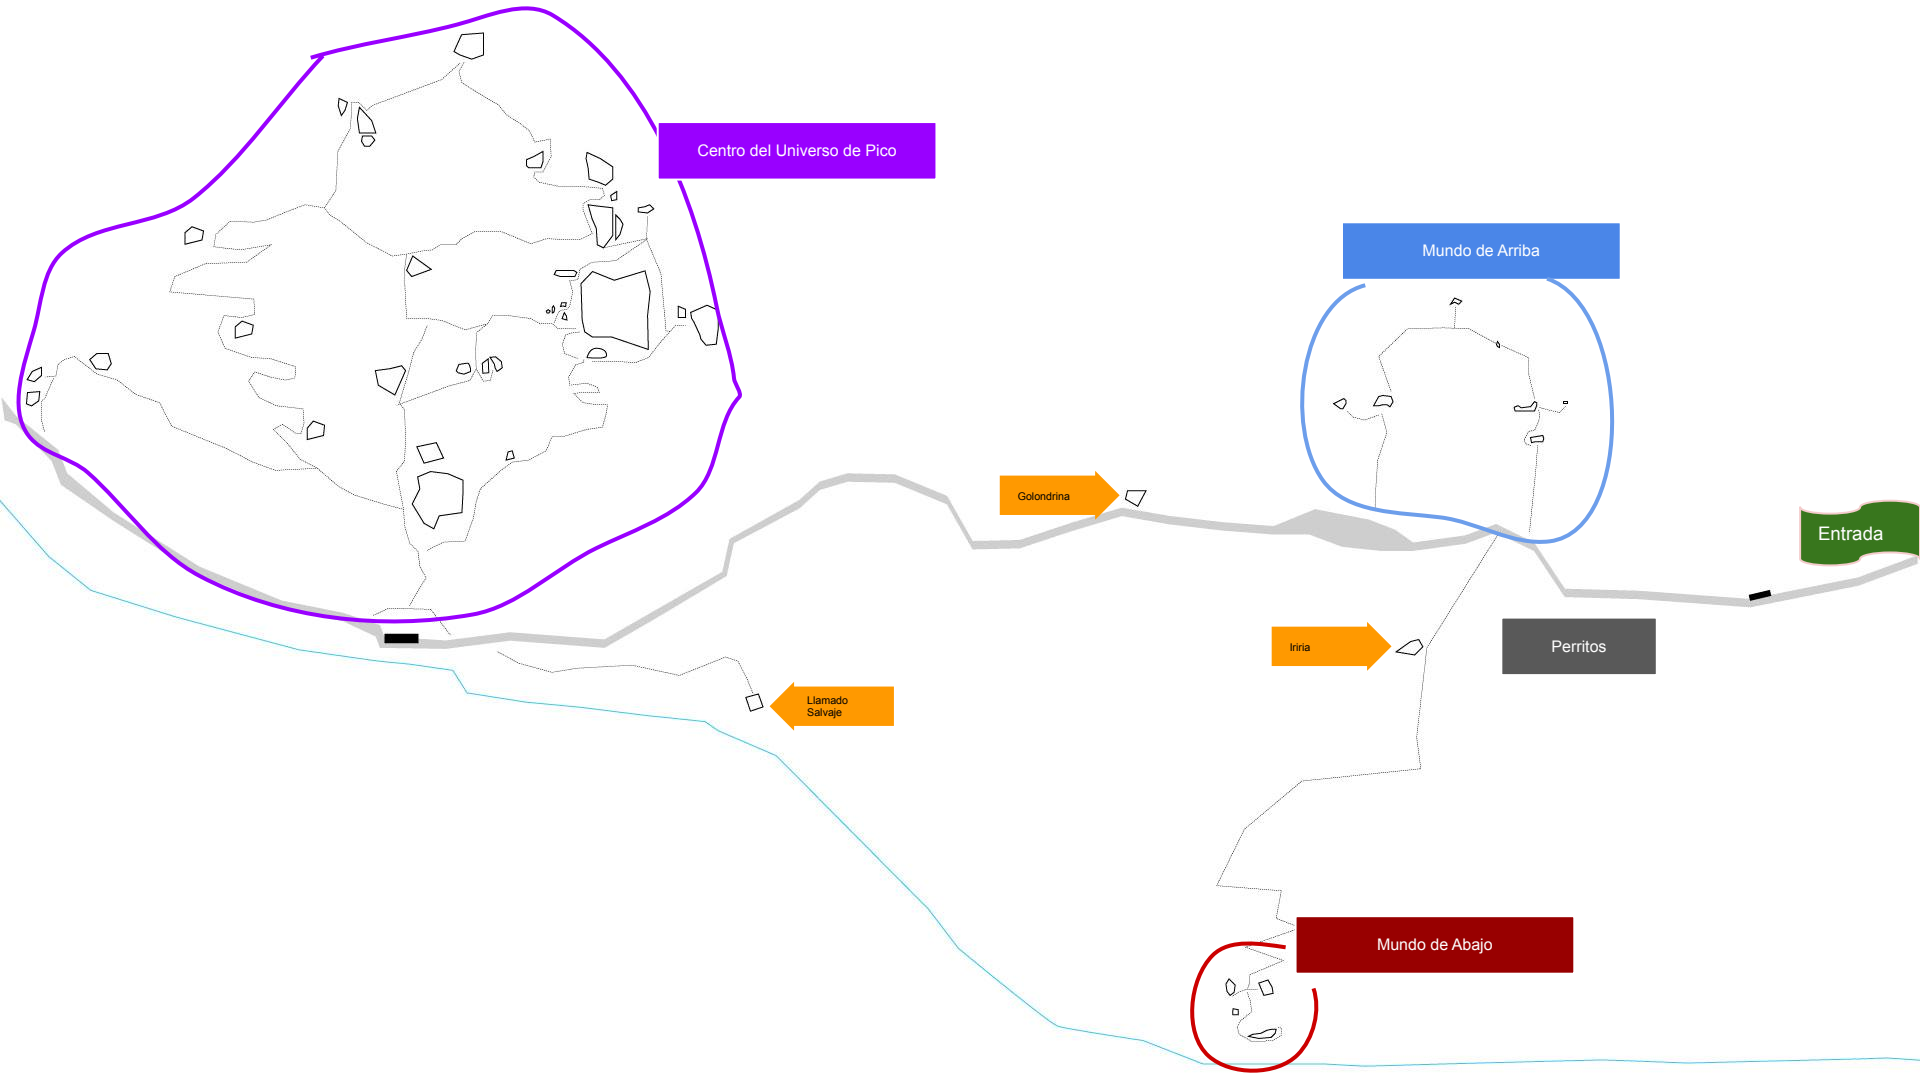 Centro del Universo de Pico
Mundo de Arriba
Golondrina
Entrada
Iriria
Perritos
Llamado
Salvaje
Mundo de Abajo